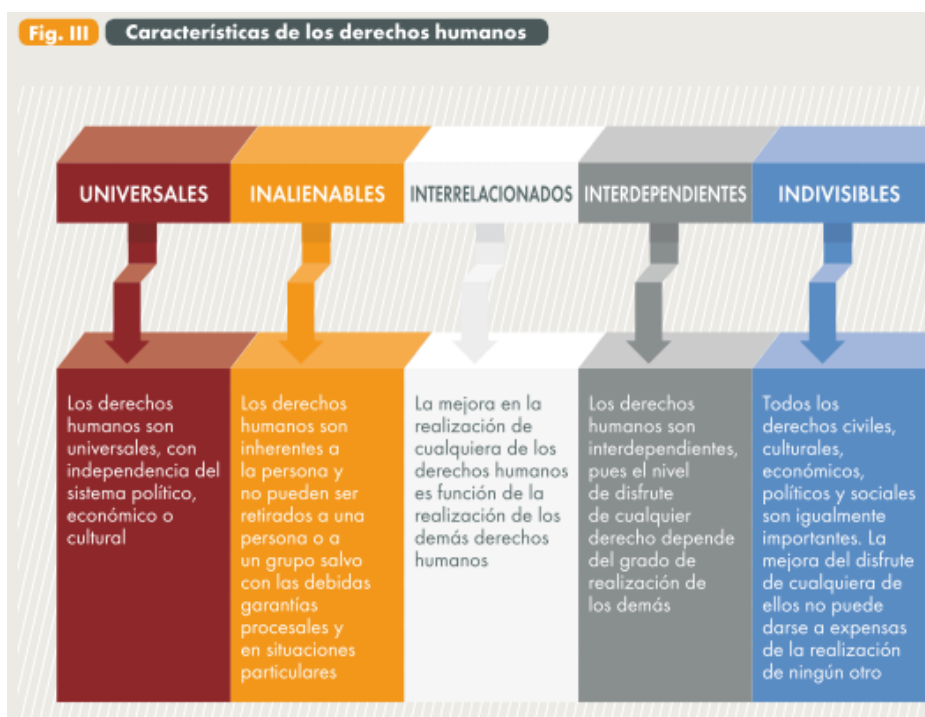 Fig. III Características de los derechos humanos
UNIVERSALES
INALIENABLES
INTERRELACIONADOS
INTERDEPENDIENTES
INDIVISIBLES
Los derechos
humanos son
universales, con
independencia del
sistema político,
económico o
cultural
Los derechos
humanos son
inherentes a
la persona y
no pueden ser
retirados a una
persona o a
un grupo salvo
con las debidas
garantías
procesales y
en situaciones
particulares
La mejora en la
realización de
cualquiera de los
derechos humanos
es función de la
realización de los
demás derechos
humanos
Los derechos
humanos son
interdependientes,
pues el nivel
de disfrute
de cualquier
derecho depende
del grado de
realización de
los demás
Todos los
derechos civiles,
culturales,
económicos,
políticos y sociales
son igualmente
importantes. La
mejora del disfrute
de cualquiera de
ellos no puede
darse a expensas
de la realización
de ningún otro